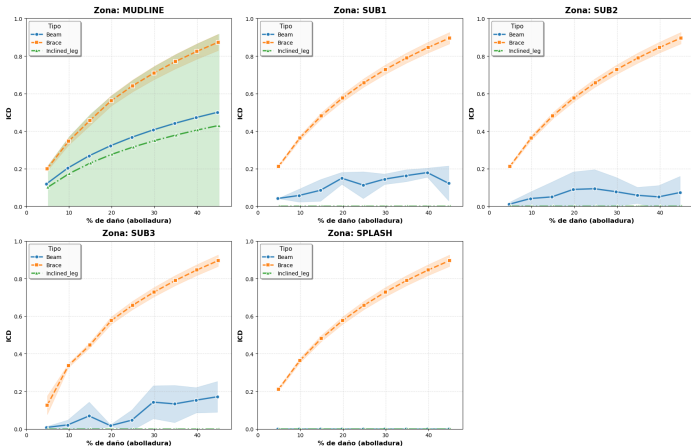 Zona: MUDLINE
Tipo
Beam
Brace
Inclined_leg
ICD
1.0
0.8
0.6
0.4
0.2
0.0
0
10
20
30
40
% de daño (abolladura)
Zona: SUB1
Tipo
Beam
Brace
Inclined_leg
ICD
1.0
0.8
0.6
0.4
0.2
0.0
0
10
20
30
40
% de daño (abolladura)
Zona: SUB2
Tipo
Beam
Brace
Inclined_leg
ICD
1.0
0.8
0.6
0.4
0.2
0.0
0
10
20
30
40
% de daño (abolladura)
Zona: SUB3
Tipo
Beam
Brace
Inclined_leg
ICD
1.0
0.8
0.6
0.4
0.2
0.0
0
10
20
30
40
% de daño (abolladura)
Zona: SPLASH
Tipo
Beam
Brace
Inclined_leg
ICD
1.0
0.8
0.6
0.4
0.2
0.0
0
10
20
30
40
% de daño (abolladura)